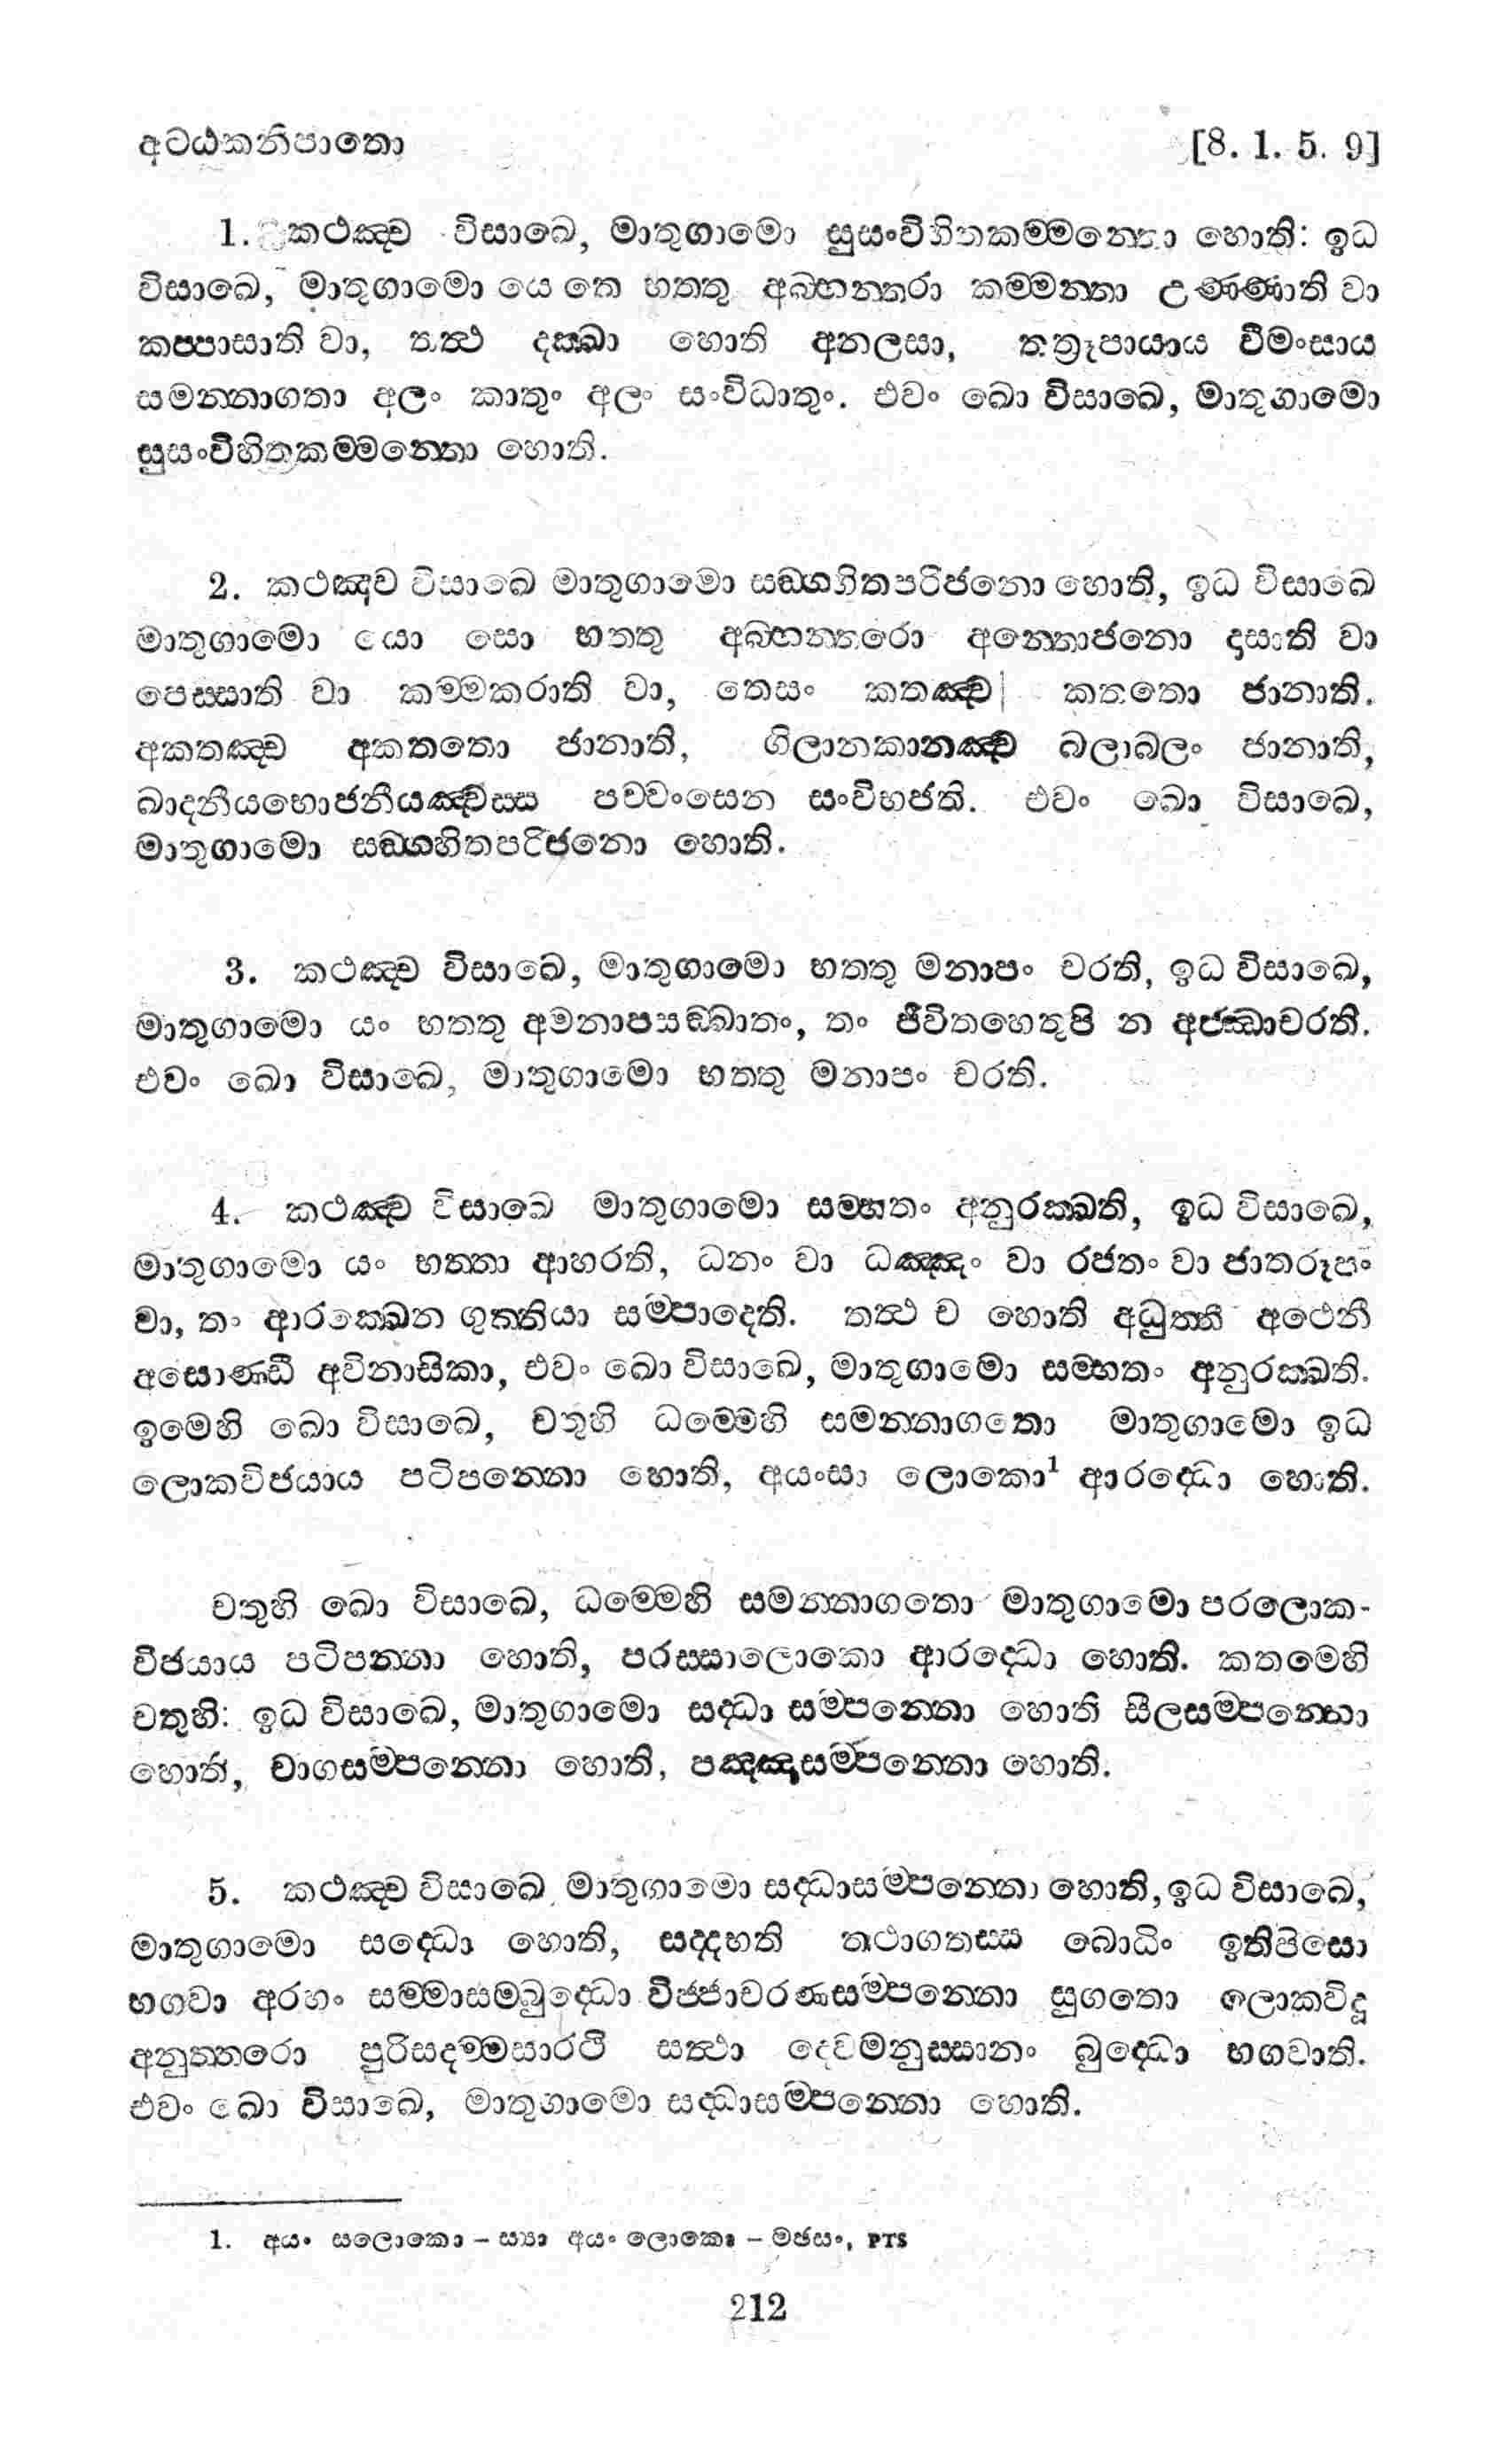 අට‍ඨකනිපාතො [8. 1. 5. 9]
1. කථඤ්ච විසාඛෙ, මාතුගාමො සුසංවිහිතකම්මන්තො හොති: ඉධ
විසාඛෙ, මාතුගාමො යෙ තෙ භත්තු අබ්භන්තරා කම්මන්තා උණ්ණාති වා
කප්පාසාති වා, තත්‍ථ දක්‍ඛා හොති අනලසා, තත්‍රූපායාය වීමංසාය
සමන්නාගතා අලං කාතුං අලං සංවිධාතුං. එවං ඛො විසාඛෙ, මාතුගාමො
සුසංවිහිතකම්මන්තො හොති.
2. කථඤ්ච විසාඛෙ මාතුගාමො සඞ්ගහිතපරිජනො හොති, ඉධ විසාඛෙ
මාතුගාමො යො සො භත්තු අබ්භන්තරො අන්තොජනො දාසාති වා
පෙස්සාති වා කම්මකරාති වා, තෙසං කතඤ්ච කතතො ජානාති.
අකතඤ්ච අකතතො ජානාති, ගිලානකානඤ්ච බලාබලං ජානාති,
ඛාදනීයභොජනීයඤ්චස්ස පච්චංසෙන සංවිභජති. එවං ඛො විසාඛෙ,
මාතුගාමො සඞ්ගහිතපරිජනො හොති.
3. කථඤ්ච විසාඛෙ, මාතුගාමො භත්තු මනාපං චරති, ඉධ විසාඛෙ,
මාතුගාමො යං භත්තු අමනාපසඞ්ඛාතං, තං ජීවිතහෙතුපි න අජ්ඣාචරති.
එවං ඛො විසාඛෙ, මාතුගාමො භත්තු මනාපං චරති.
4. කථඤ්ච විසාඛෙ මාතුගාමො සම්භතං අනුරක්ඛති, ඉධ විසාඛෙ,
මාතුගාමො යං භත්තා ආහරති, ධනං වා ධඤ්ඤං වා රජතං වා ජාතරූපං
වා, තං ආරක්ඛෙන ගුත්තියා සම්පාදෙති. තත්‍ථ ච හොති අධුත්තී අථෙනී
අසොණ්ඩී අවිනාසිකා, එවං ඛො විසාඛෙ, මාතුගාමො සම්භතං අනුරක්ඛති.
ඉමෙහි ඛො විසාඛෙ, චතුහි ධම්මෙහි සමන්නාගතො මාතුගාමො ඉධ
ලොකවිජයාය පටිපන්නො හොති, අයංසා ලොකො¹ ආරද්ධො හොති.
චතුහි ඛො විසාඛෙ, ධම්මෙහි සමන්නාගතො මාතුගාමො පරලොක-
විජයාය පටිපන්නා හොති, පරස්සාලොකො ආරද්ධො හොති. කතමෙහි
චතුහි: ඉධ විසාඛෙ, මාතුගාමො සද්ධා සම්පන්නො හොති සීලසම්පන්නො
හොති, චාගසම්පන්නො හොති, පඤ්ඤාසම්පන්නො හොති.
5. කථඤ්ච විසාඛෙ මාතුගාමො සද්ධාසම්පන්නො හොති, ඉධ විසාඛෙ,
මාතුගාමො සද්ධො හොති, සද්දහති තථාගතස්ස බොධිං ඉතිපිසො
භගවා අරහං සම්මාසම්බුද්ධො විජ්ජාචරණසම්පන්නො සුගතො ලොකවිදූ
අනුත්තරො පුරිසදම්මසාරථි සත්‍ථා දෙවමනුස්සානං බුද්ධො භගවාති.
එවං ඛො විසාඛෙ, මාතුගාමො සද්ධාසම්පන්නො හොති.
1. අයං සලොකො – ස්‍යා අයං ලොකො – මඡසං, PTS
212